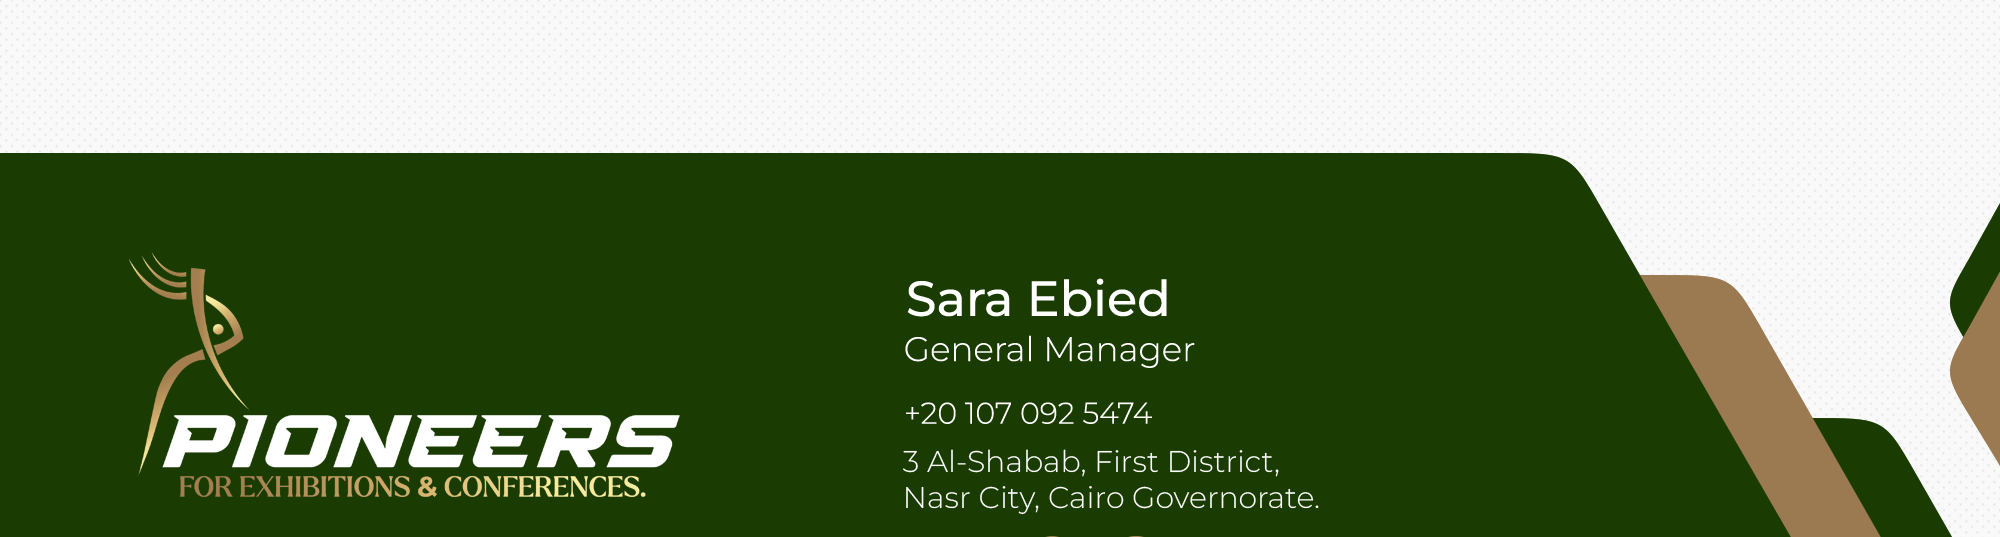 PIONEERS
FOR EXHIBITIONS & CONFERENCES.
Sara Ebied
General Manager
+20 107 092 5474
3 Al-Shabab, First District,
Nasr City, Cairo Governorate.